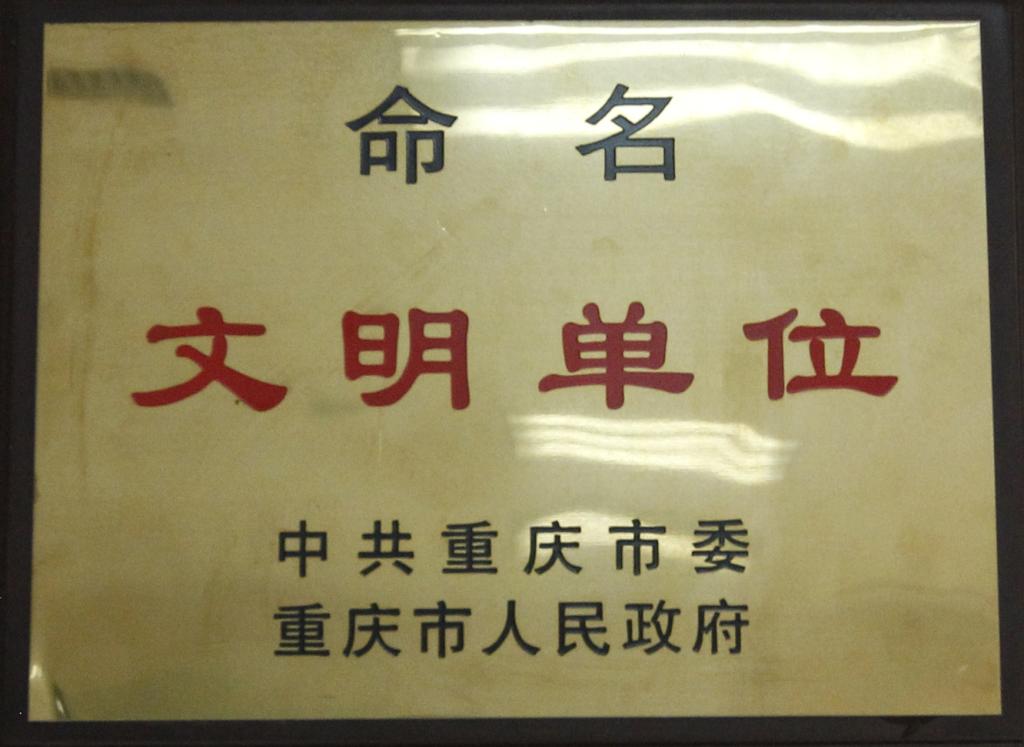 命名
文明单位
中共重庆市委
重庆市人民政府